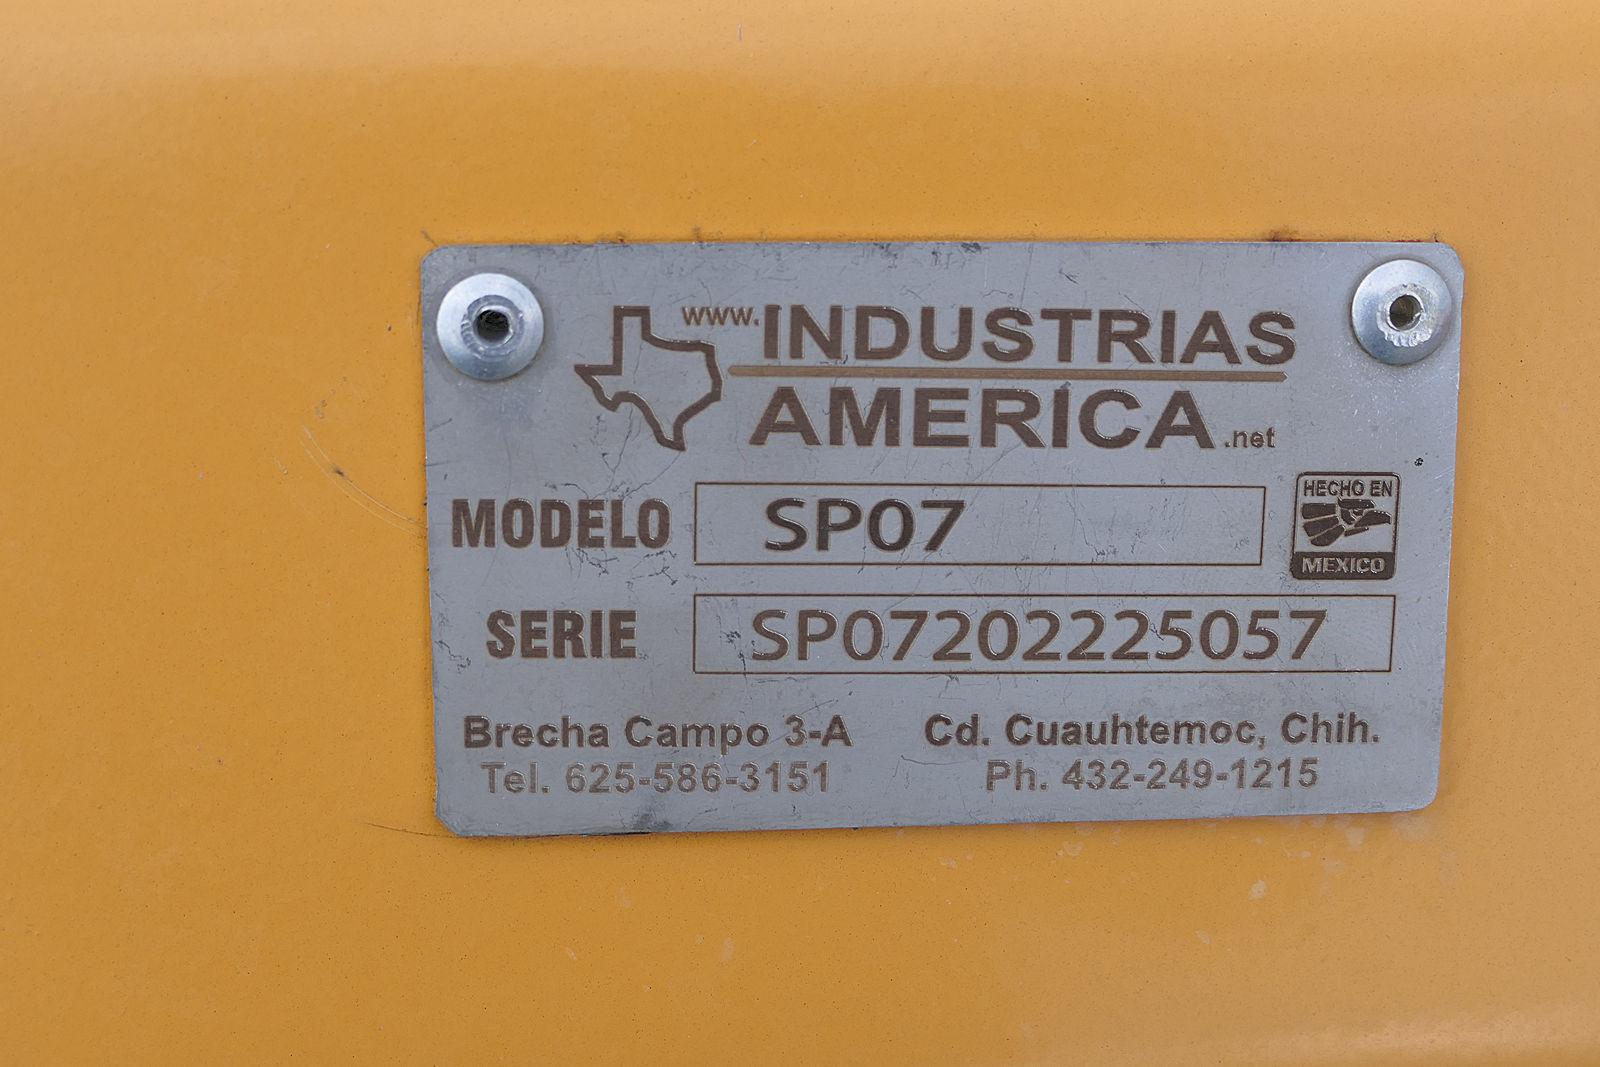 www.INDUSTRIAS
AMERICA.net
MODELO SP07
HECHO EN
MEXICO
SERIE SP07202225057
Brecha Campo 3-A Cd. Cuauhtemoc, Chih.
Tel. 625-586-3151 Ph. 432-249-1215